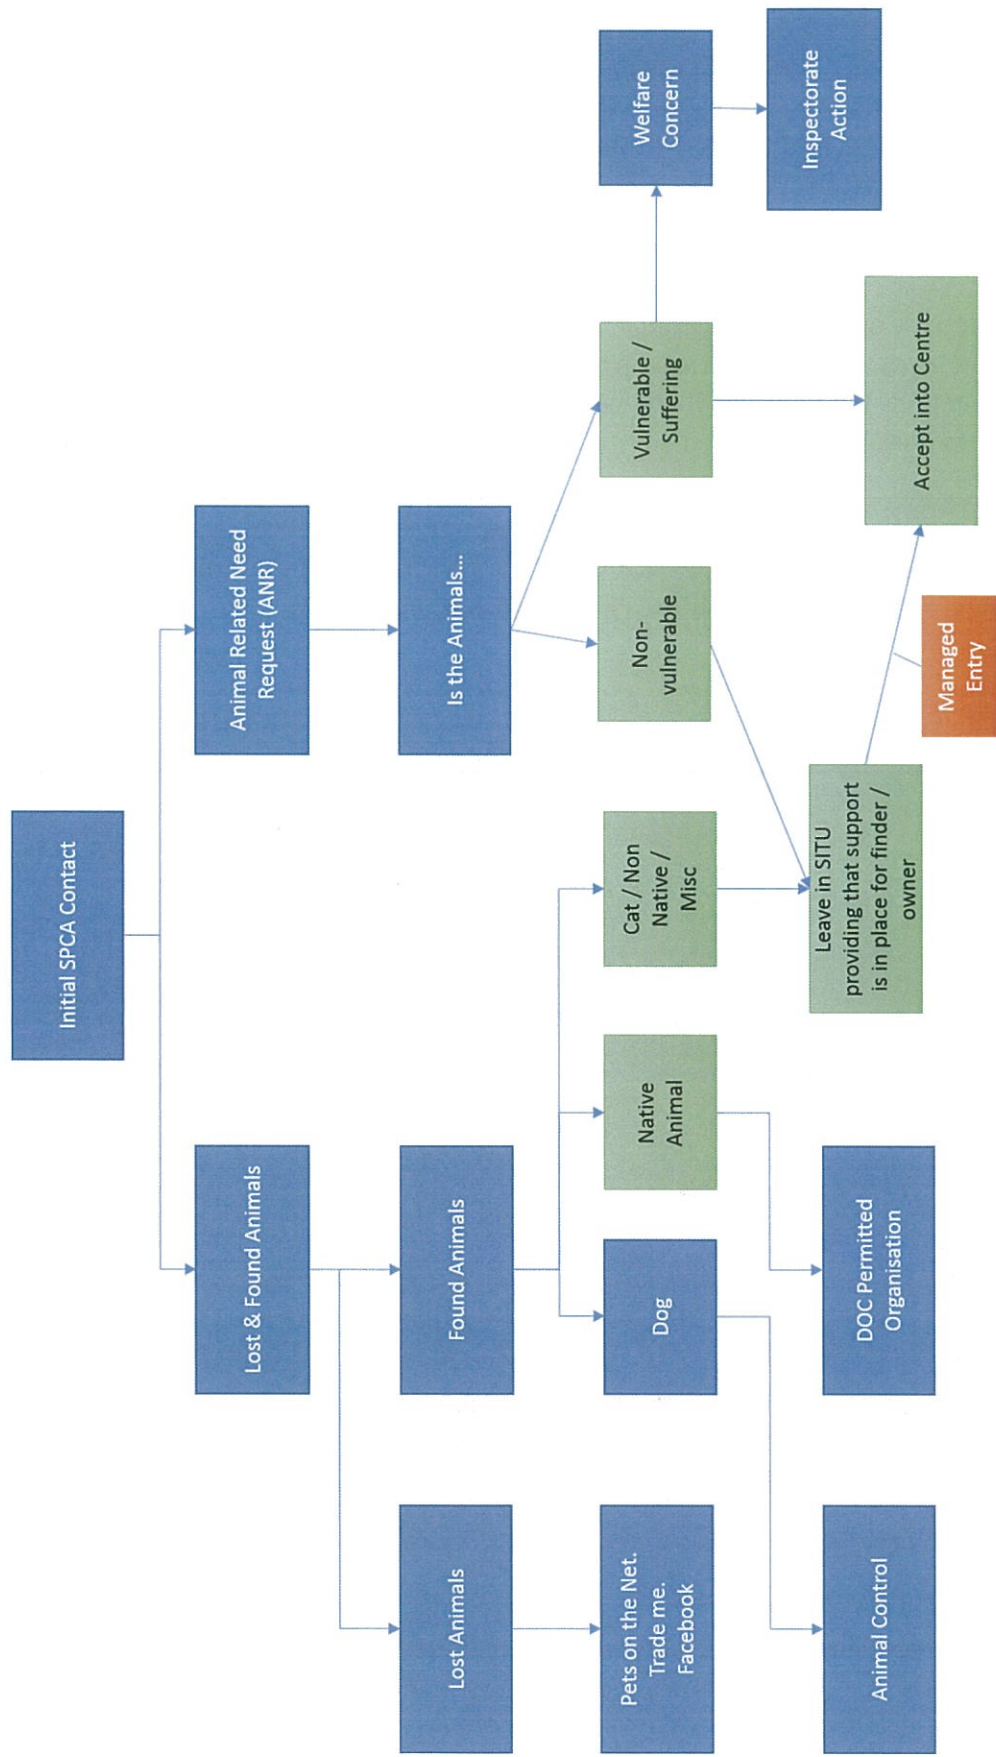 Initial SPCA Contact
Lost & Found Animals
Animal Related Need
Request (ANR)
Lost Animals
Found Animals
Is the Animals...
Pets on the Net.
Trade me.
Facebook
Dog
Native
Animal
Cat / Non
Native /
Misc
Non-
vulnerable
Vulnerable /
Suffering
Welfare
Concern
Animal Control
DOC Permitted
Organisation
Leave in SITU
providing that support
is in place for finder /
owner
Managed
Entry
Accept into Centre
Inspectorate
Action